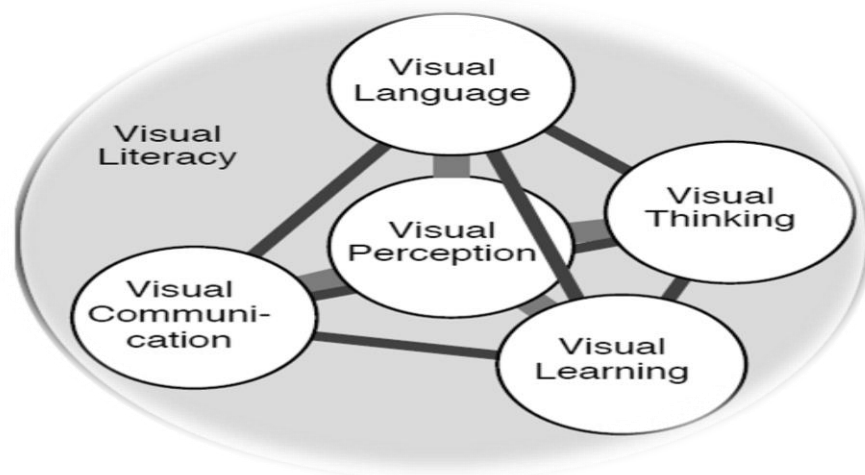 Visual
Language
Visual
Literacy
Visual
Thinking
Visual
Perception
Visual
Communi-
cation
Visual
Learning